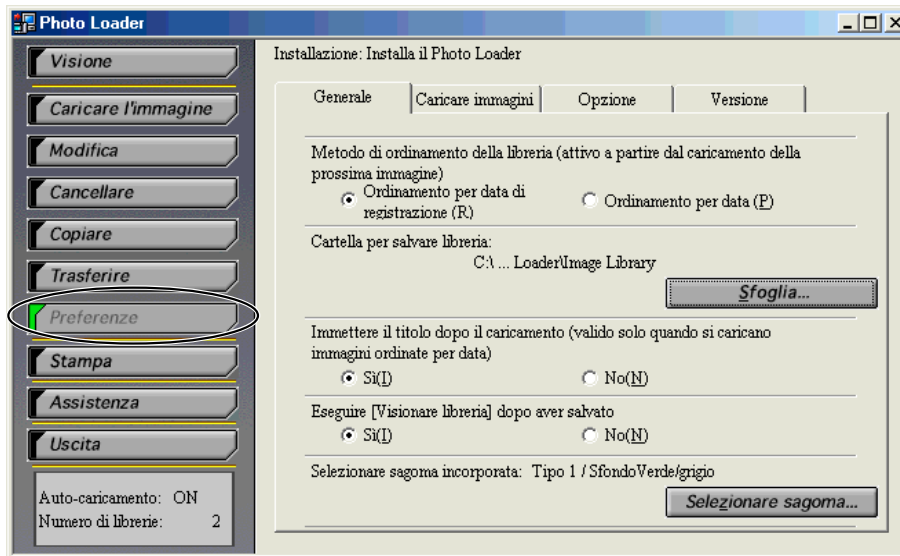 Photo Loader
Visione
Caricare l'immagine
Modifica
Cancellare
Copiare
Trasferire
Preferenze
Stampa
Assistenza
Uscita
Auto-caricamento: ON
Numero di librerie: 2
Installazione: Installa il Photo Loader
Generale
Caricare immagini
Opzione
Versione
Metodo di ordinamento della libreria (attivo a partire dal caricamento della
prossima immagine)
Ordinamento per data di
registrazione (R)
Ordinamento per data (P)
Cartella per salvare libreria:
C:\ ... Loader\Image Library
Sfoglia...
Immettere il titolo dopo il caricamento (valido solo quando si caricano
immagini ordinate per data)
Sì(I)
No(N)
Eseguire [Visionare libreria] dopo aver salvato
Sì(I)
No(N)
Selezionare sagoma incorporata: Tipo 1 / SfondoVerde/grigio
Selezionare sagoma...